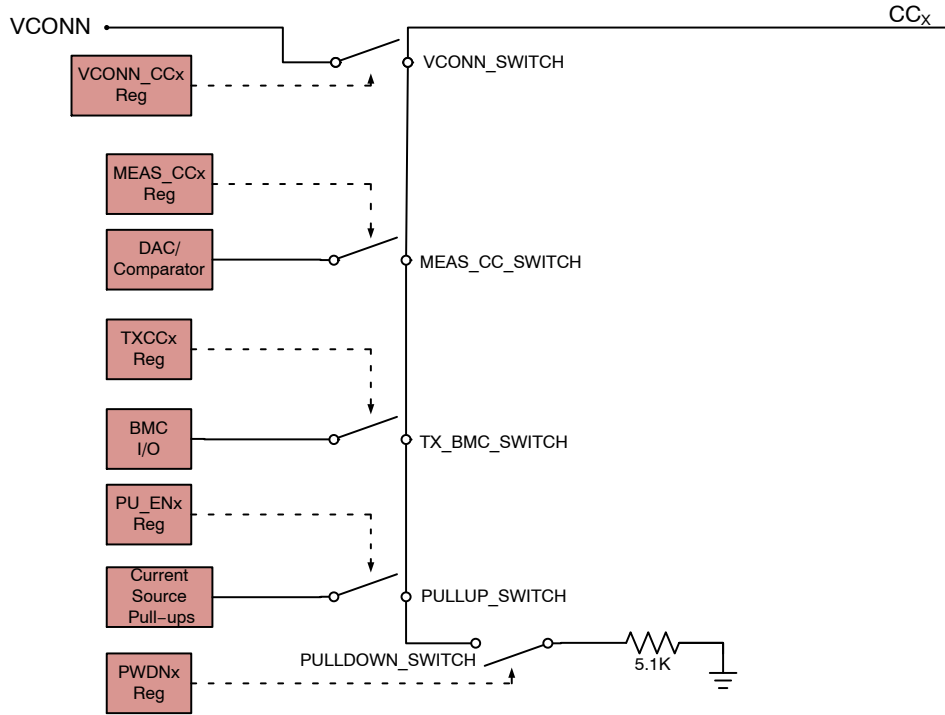 VCONN
CCX
VCONN_CCx
Reg
VCONN_SWITCH
MEAS_CCx
Reg
DAC/
Comparator
MEAS_CC_SWITCH
TXCCx
Reg
BMC
I/O
TX_BMC_SWITCH
PU_ENx
Reg
Current
Source
Pull−ups
PULLUP_SWITCH
PULLDOWN_SWITCH
5.1K
PWDNx
Reg